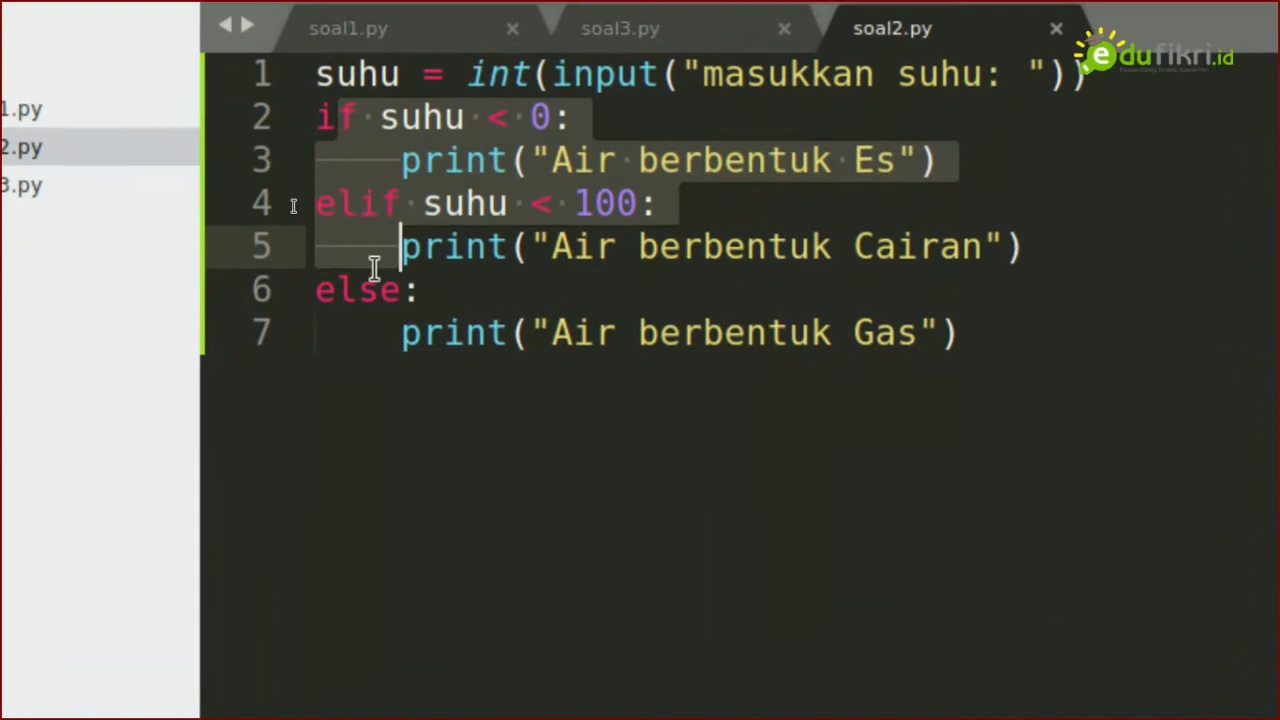 soal1.py × soal3.py × soal2.py ×
edufikri.id
1.py
2.py
3.py
1 suhu = int(input("masukkan suhu: "))
2 if suhu < 0:
3 print("Air berbentuk Es")
4 elif suhu < 100:
5 print("Air berbentuk Cairan")
6 else:
7 print("Air berbentuk Gas")